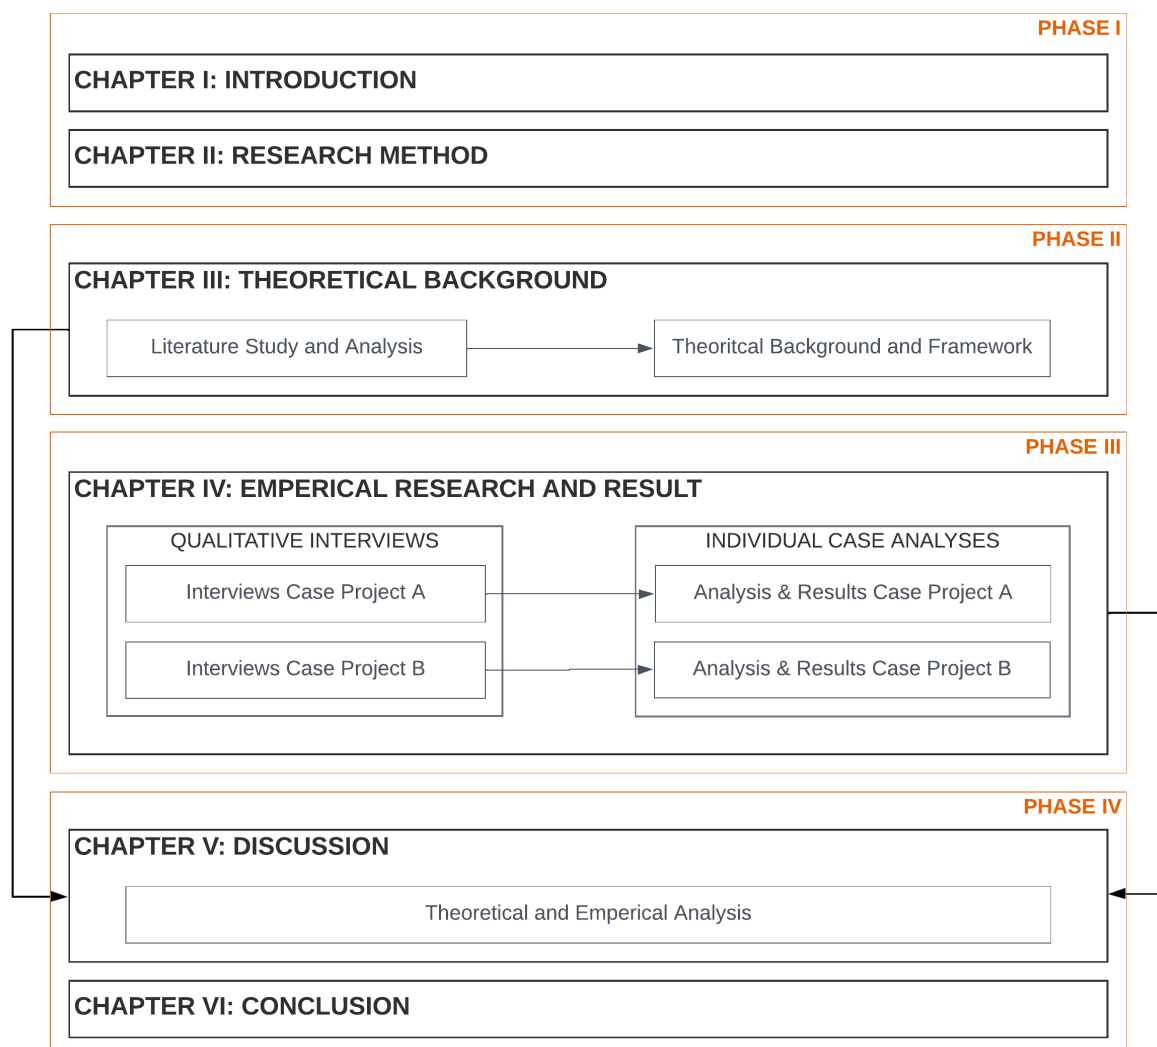 PHASE I
CHAPTER I: INTRODUCTION
CHAPTER II: RESEARCH METHOD
PHASE II
CHAPTER III: THEORETICAL BACKGROUND
Literature Study and Analysis
Theoritcal Background and Framework
PHASE III
CHAPTER IV: EMPERICAL RESEARCH AND RESULT
QUALITATIVE INTERVIEWS
Interviews Case Project A
Interviews Case Project B
INDIVIDUAL CASE ANALYSES
Analysis & Results Case Project A
Analysis & Results Case Project B
PHASE IV
CHAPTER V: DISCUSSION
Theoretical and Emperical Analysis
CHAPTER VI: CONCLUSION